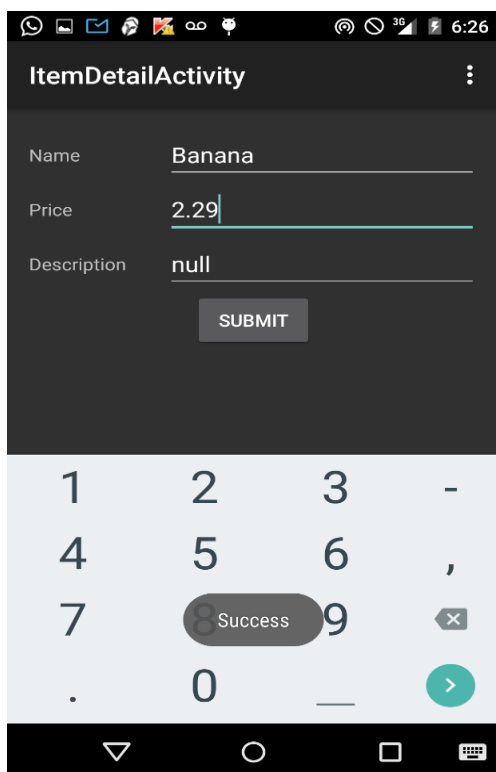 3G 6:26
ItemDetailActivity
Name Banana
Price 2.29
Description null
SUBMIT
1 2 3 -
4 5 6 ,
7 8 Success 9
. 0 _